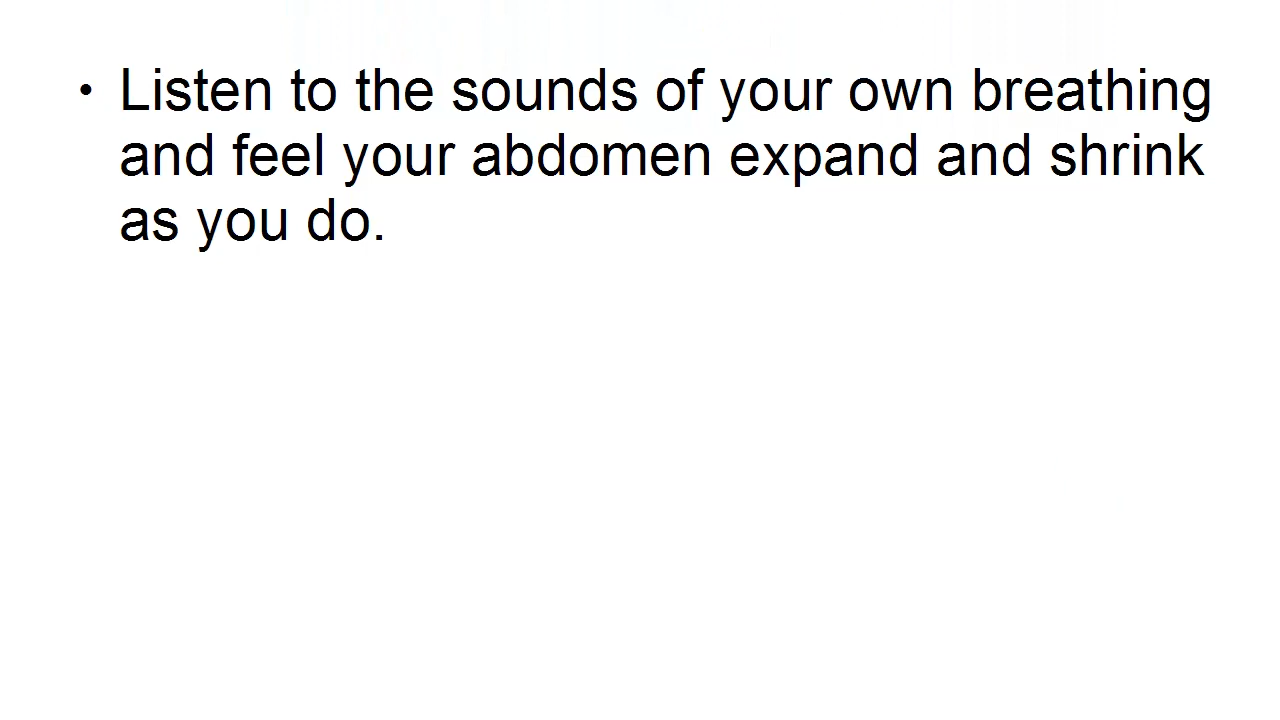 • Listen to the sounds of your own breathing
and feel your abdomen expand and shrink
as you do.